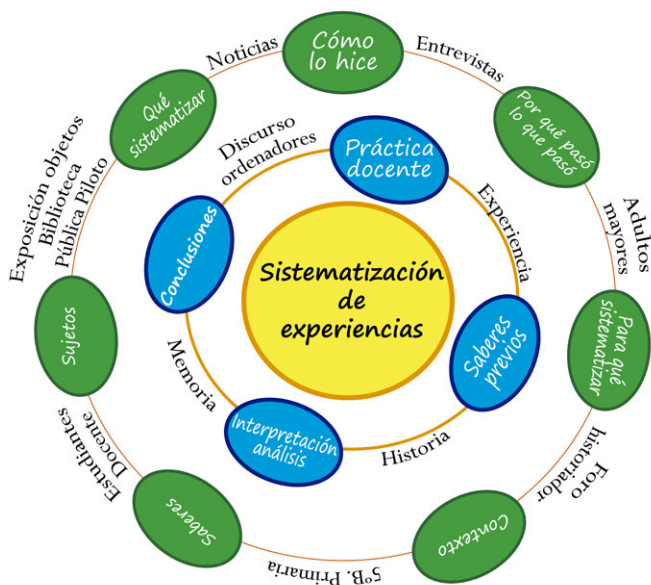 Cómo
lo hice
Entrevistas
Por qué pasó
lo que pasó
Adultos
mayores
Para qué
sistematizar
Foro
historiador
Contexto
5ºB. Primaria
Saberes
Estudiantes
Docente
Sujetos
Exposición objetos
Biblioteca
Pública Piloto
Qué
sistematizar
Noticias
Práctica
docente
Experiencia
Saberes
previos
Historia
Interpretación
análisis
Memoria
Conclusiones
Discurso
ordenadores
Sistematización
de
experiencias